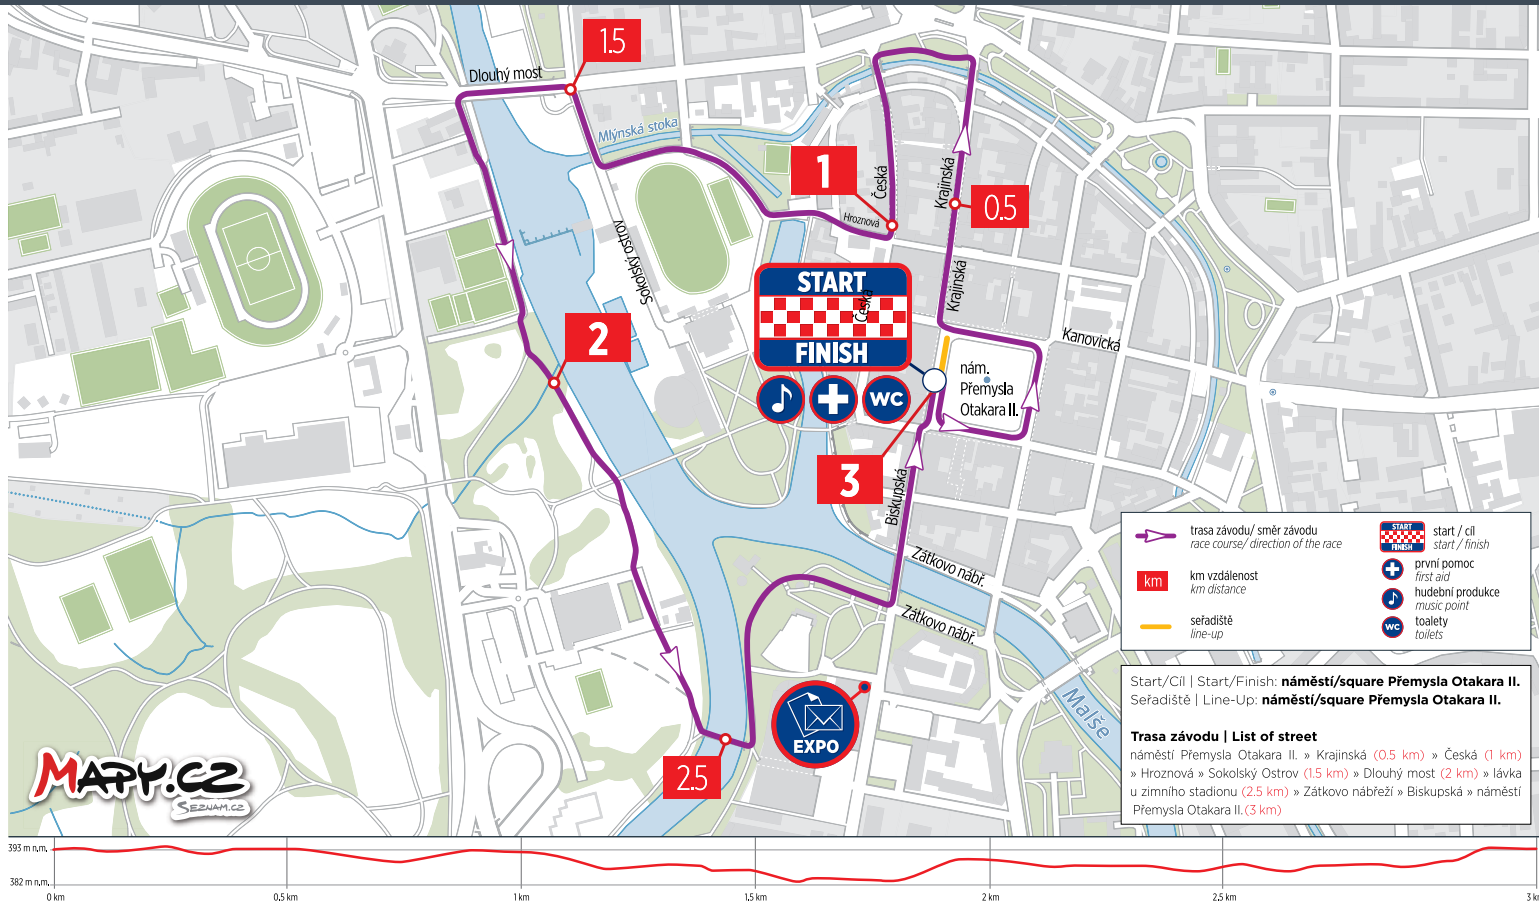 1.5
Dlouhý most
Mlýnská stoka
1
Česká
Krajinská
0.5
Hroznová
Sokolský ostrov
START
Česká
FINISH
Krajinská
Kanovická
2
nám.
Přemysla
Otakara II.
WC
3
Biskupská
Zátkovo nábř.
Zátkovo nábř.
Malše
EXPO
2.5
MAPY.CZ
SEZNAM.CZ
trasa závodu/ směr závodu
race course/ direction of the race
km
km vzdálenost
km distance
seřadiště
line-up
START
FINISH
start / cíl
start / finish
první pomoc
first aid
hudební produkce
music point
WC
toalety
toilets
Start/Cíl | Start/Finish: náměstí/square Přemysla Otakara II.
Seřadiště | Line-Up: náměstí/square Přemysla Otakara II.
Trasa závodu | List of street
náměstí Přemysla Otakara II. » Krajinská (0.5 km) » Česká (1 km)
» Hroznová » Sokolský Ostrov (1.5 km) » Dlouhý most (2 km) » lávka
u zimního stadionu (2.5 km) » Zátkovo nábřeží » Biskupská » náměstí
Přemysla Otakara II.(3 km)
393 m n.m.
382 m n.m.
0 km
0,5 km
1 km
1,5 km
2 km
2,5 km
3 km